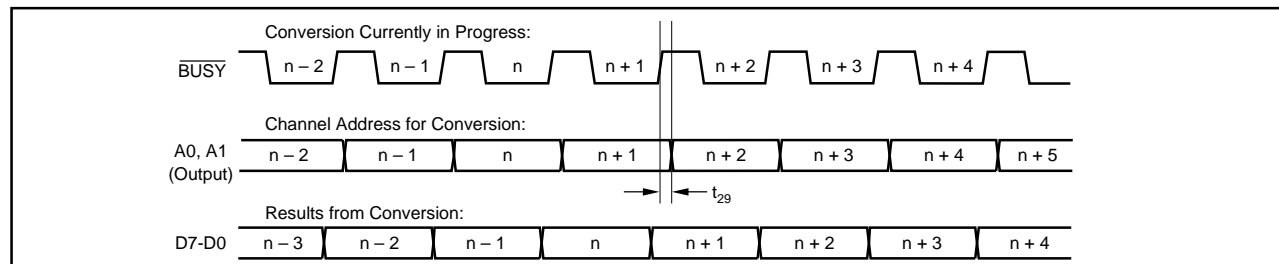 Conversion Currently in Progress:
BUSY n – 2 n – 1 n n + 1 n + 2 n + 3 n + 4
Channel Address for Conversion:
A0, A1 (Output) n – 2 n – 1 n n + 1 n + 2 n + 3 n + 4 n + 5
t29
Results from Conversion:
D7-D0 n – 3 n – 2 n – 1 n n + 1 n + 2 n + 3 n + 4